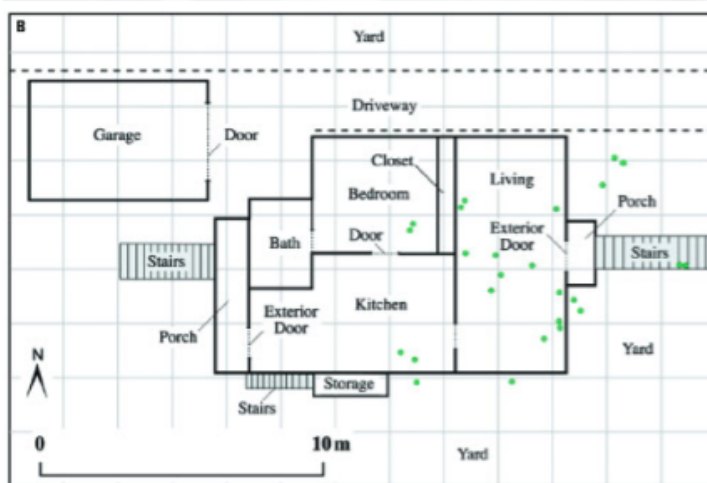 B
Yard
Driveway
Garage
Door
Closet
Living
Bedroom
Porch
Exterior
Door
Bath
Door
Stairs
Stairs
Kitchen
Exterior
Door
Porch
Yard
N
Storage
Stairs
0
10 m
Yard